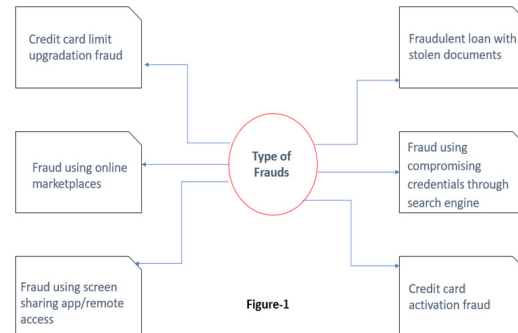 Credit card limit
upgradation fraud
Fraudulent loan with
stolen documents
Fraud using online
marketplaces
Type of
Frauds
Fraud using
compromising
credentials through
search engine
Fraud using screen
sharing app/remote
access
Figure-1
Credit card
activation fraud